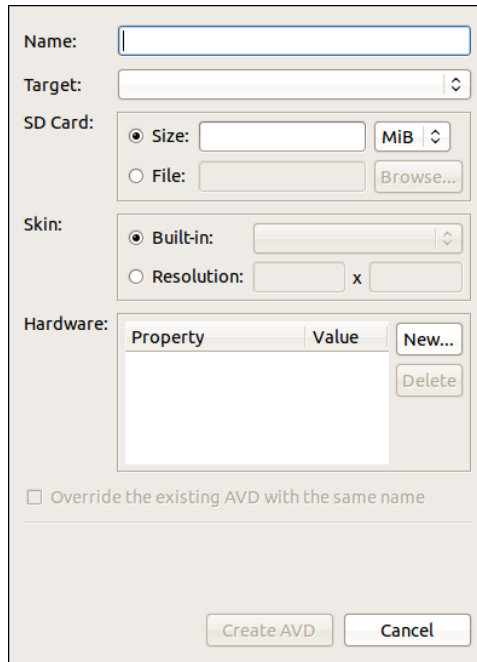 Name:
Target:
SD Card:
Size: MiB
File: Browse...
Skin:
Built-in:
Resolution: x
Hardware:
Property Value New...
Delete
Override the existing AVD with the same name
Create AVD Cancel